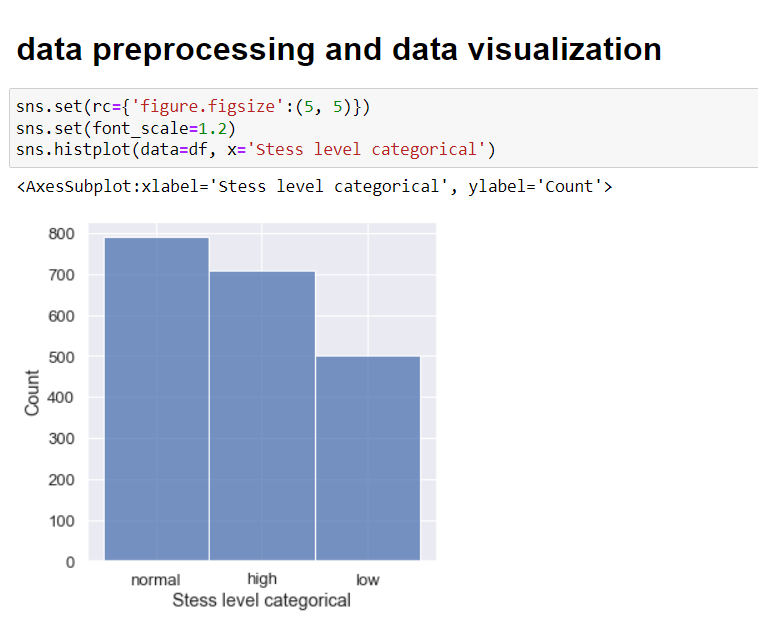 data preprocessing and data visualization
sns.set(rc={'figure.figsize':(5, 5)})
sns.set(font_scale=1.2)
sns.histplot(data=df, x='Stess level categorical')
<AxesSubplot:xlabel='Stess level categorical', ylabel='Count'>
800
700
600
500
400
300
200
100
0
Count
normal high low
Stess level categorical